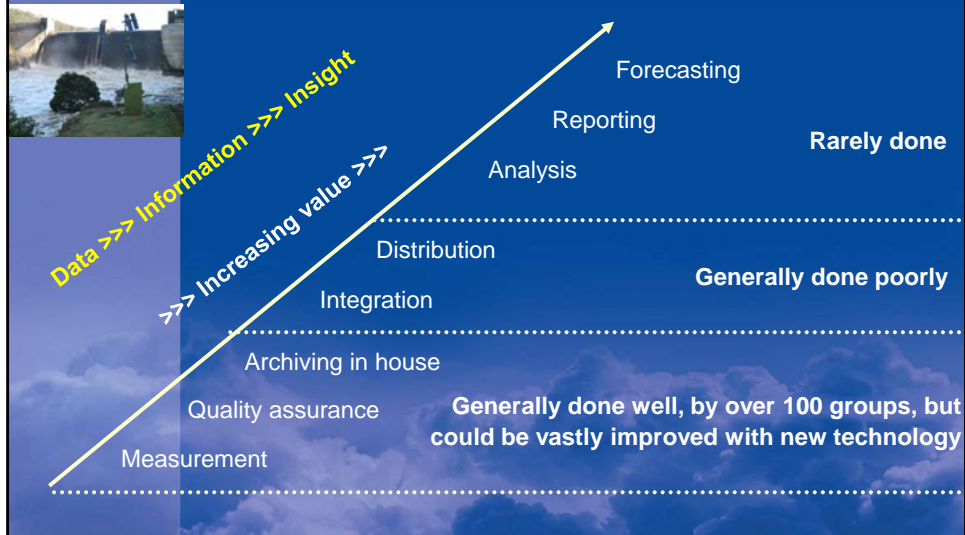 Data >>> Information >>> Insight
>>> Increasing value >>>
Forecasting
Reporting
Analysis
Rarely done
Distribution
Integration
Generally done poorly
Archiving in house
Quality assurance
Measurement
Generally done well, by over 100 groups, but
could be vastly improved with new technology